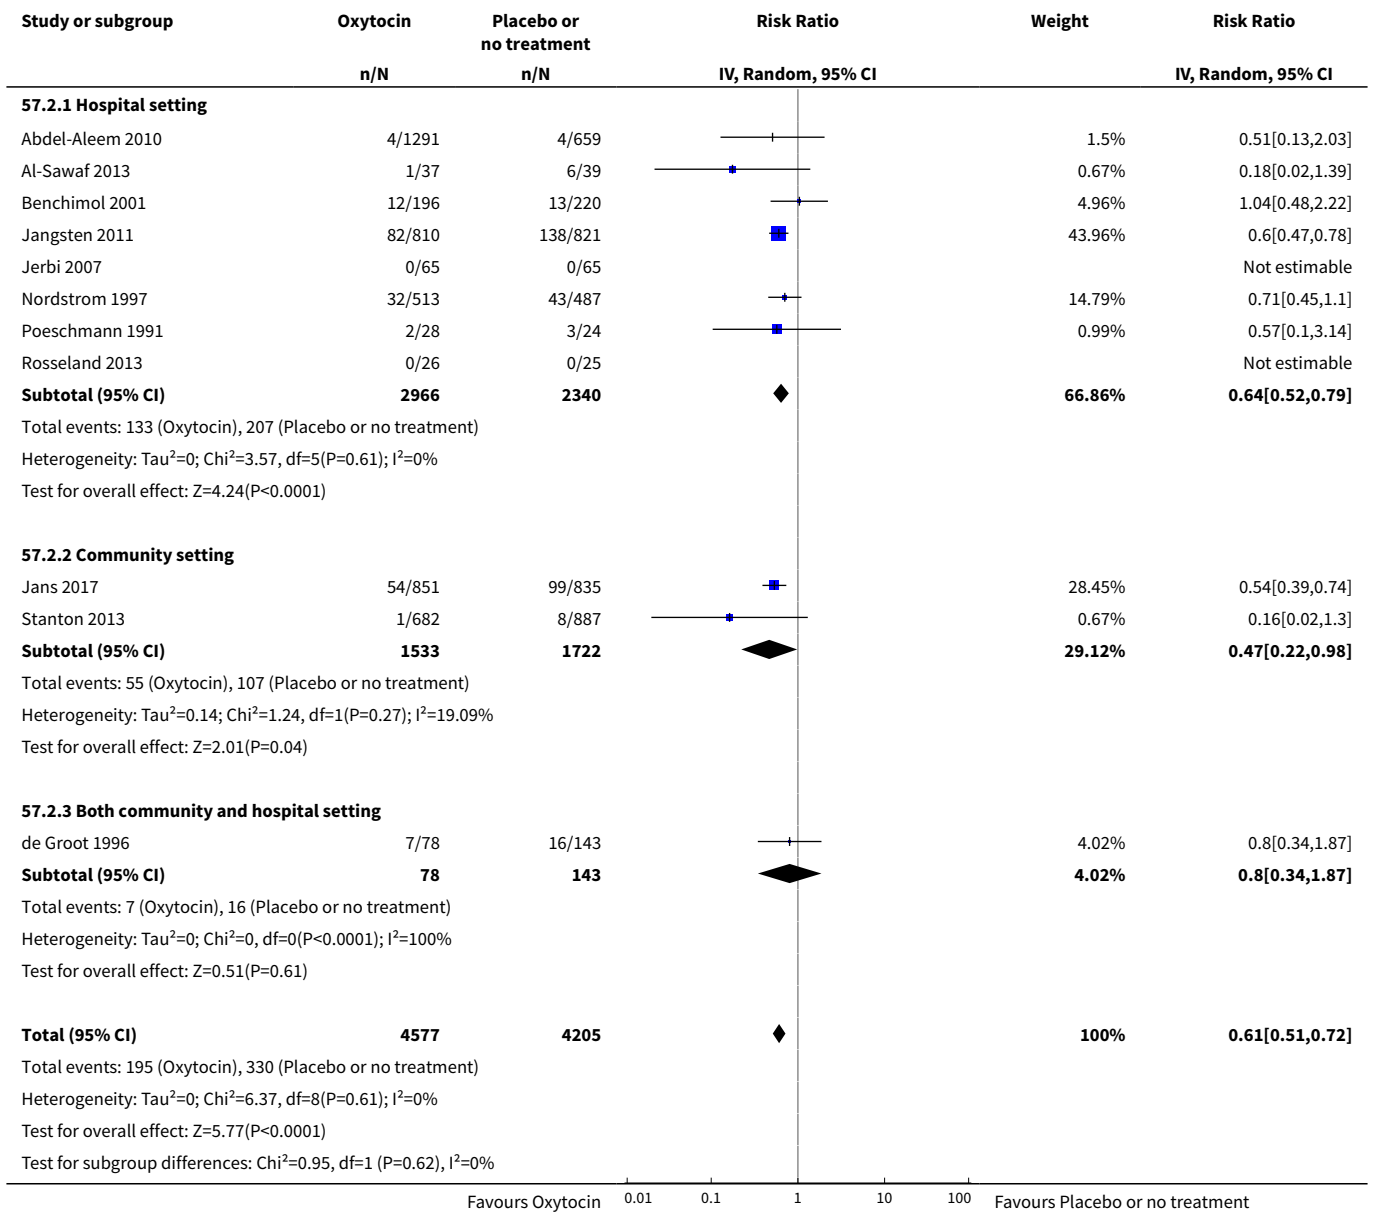 Study or subgroup Oxytocin Placebo or no treatment Risk Ratio Weight Risk Ratio
n/N n/N IV, Random, 95% CI IV, Random, 95% CI
57.2.1 Hospital setting
Abdel-Aleem 2010 4/1291 4/659 1.5% 0.51[0.13,2.03]
Al-Sawaf 2013 1/37 6/39 0.67% 0.18[0.02,1.39]
Benchimol 2001 12/196 13/220 4.96% 1.04[0.48,2.22]
Jangsten 2011 82/810 138/821 43.96% 0.6[0.47,0.78]
Jerbi 2007 0/65 0/65 Not estimable
Nordstrom 1997 32/513 43/487 14.79% 0.71[0.45,1.1]
Poeschmann 1991 2/28 3/24 0.99% 0.57[0.1,3.14]
Rosseland 2013 0/26 0/25 Not estimable
Subtotal (95% CI) 2966 2340 66.86% 0.64[0.52,0.79]
Total events: 133 (Oxytocin), 207 (Placebo or no treatment)
Heterogeneity: Tau²=0; Chi²=3.57, df=5(P=0.61); I²=0%
Test for overall effect: Z=4.24(P<0.0001)
57.2.2 Community setting
Jans 2017 54/851 99/835 28.45% 0.54[0.39,0.74]
Stanton 2013 1/682 8/887 0.67% 0.16[0.02,1.3]
Subtotal (95% CI) 1533 1722 29.12% 0.47[0.22,0.98]
Total events: 55 (Oxytocin), 107 (Placebo or no treatment)
Heterogeneity: Tau²=0.14; Chi²=1.24, df=1(P=0.27); I²=19.09%
Test for overall effect: Z=2.01(P=0.04)
57.2.3 Both community and hospital setting
de Groot 1996 7/78 16/143 4.02% 0.8[0.34,1.87]
Subtotal (95% CI) 78 143 4.02% 0.8[0.34,1.87]
Total events: 7 (Oxytocin), 16 (Placebo or no treatment)
Heterogeneity: Tau²=0; Chi²=0, df=0(P<0.0001); I²=100%
Test for overall effect: Z=0.51(P=0.61)
Total (95% CI) 4577 4205 100% 0.61[0.51,0.72]
Total events: 195 (Oxytocin), 330 (Placebo or no treatment)
Heterogeneity: Tau²=0; Chi²=6.37, df=8(P=0.61); I²=0%
Test for overall effect: Z=5.77(P<0.0001)
Test for subgroup differences: Chi²=0.95, df=1 (P=0.62), I²=0%
Favours Oxytocin 0.01 0.1 1 10 100 Favours Placebo or no treatment